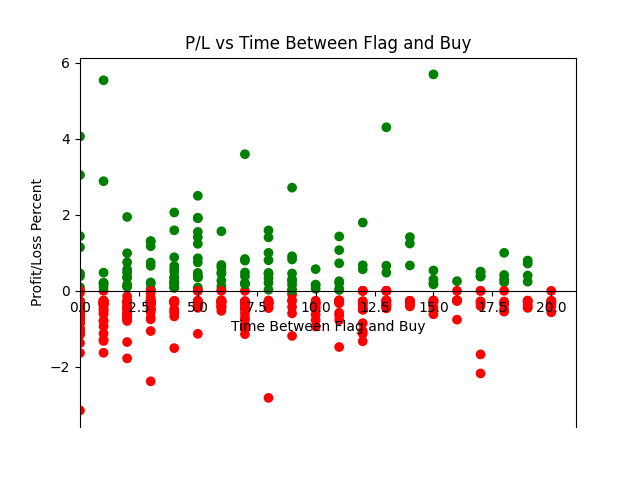 P/L vs Time Between Flag and Buy
6
4
2
0
−2
Profit/Loss Percent
0.0 2.5 5.0 7.5 10.0 12.5 15.0 17.5 20.0
Time Between Flag and Buy